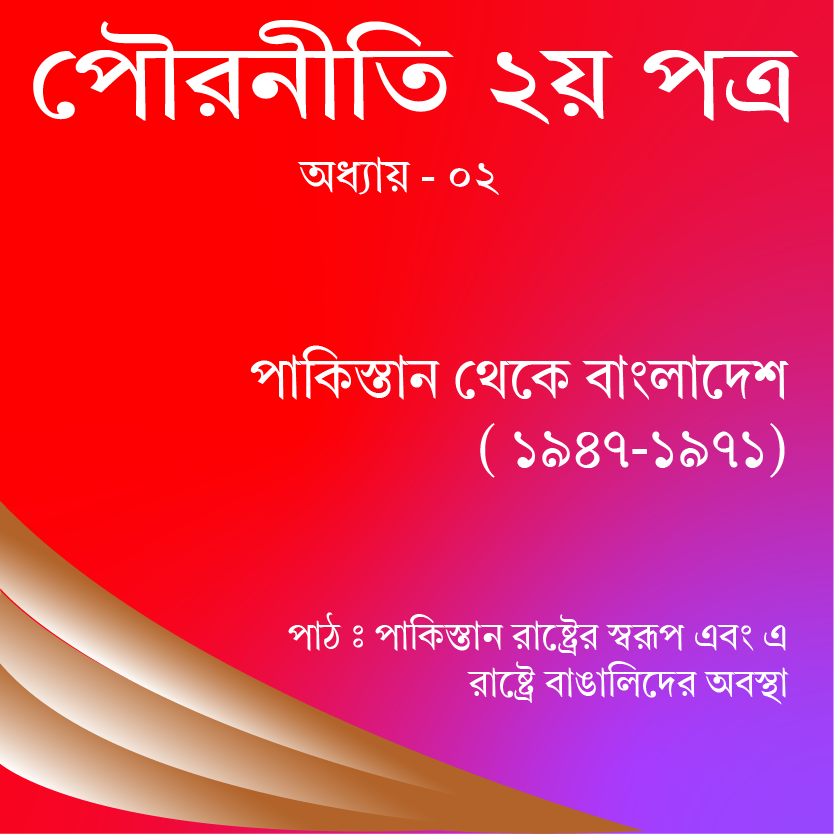 পৌরনীতি ২য় পত্র
অধ্যায় - ০২
পাকিস্তান থেকে বাংলাদেশ
( ১৯৪৭-১৯৭১)
পাঠ ঃ পাকিস্তান রাষ্ট্রের স্বরূপ এবং এ
রাষ্ট্রে বাঙালিদের অবস্থা